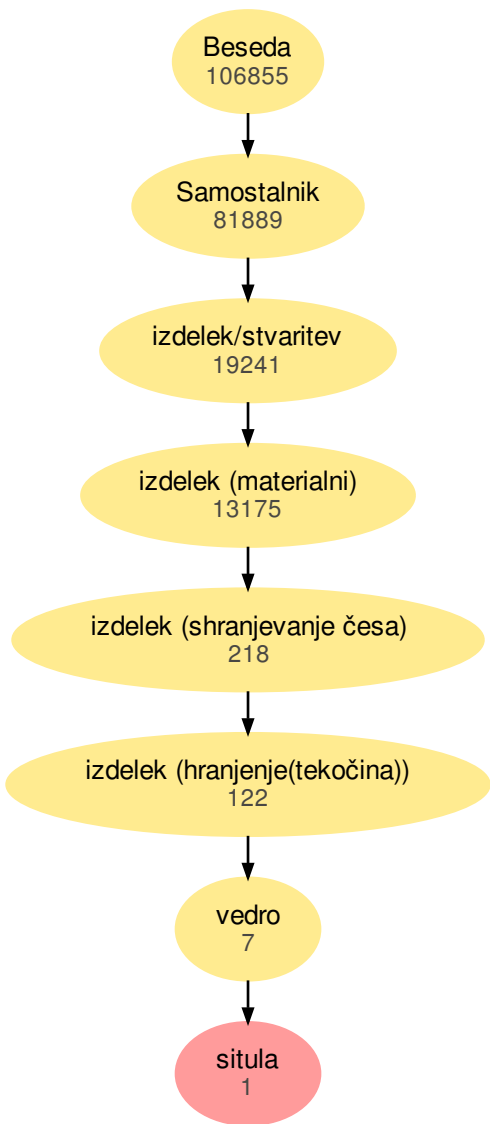 Beseda
106855
Samostalnik
81889
izdelek/stvaritev
19241
izdelek (materialni)
13175
izdelek (shranjevanje česa)
218
izdelek (hranjenje(tekočina))
122
vedro
7
situla
1